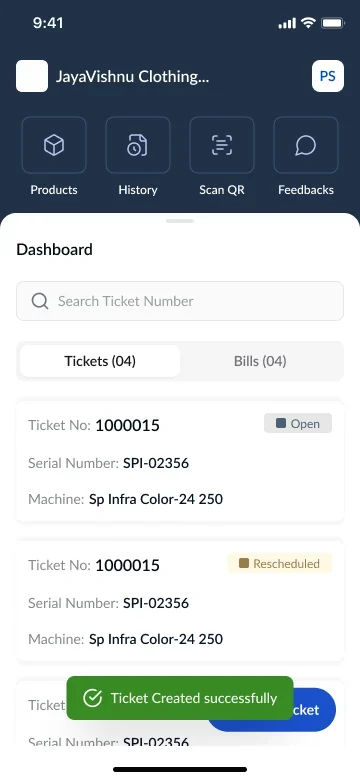 9:41
JayaVishnu Clothing...
PS
Products
History
Scan QR
Feedbacks
Dashboard
Search Ticket Number
Tickets (04)
Bills (04)
Ticket No: 1000015
Open
Serial Number: SPI-02356
Machine: Sp Infra Color-24 250
Ticket No: 1000015
Rescheduled
Serial Number: SPI-02356
Machine: Sp Infra Color-24 250
Ticket
Ticket Created successfully
cket
Serial Number: SPI-02356